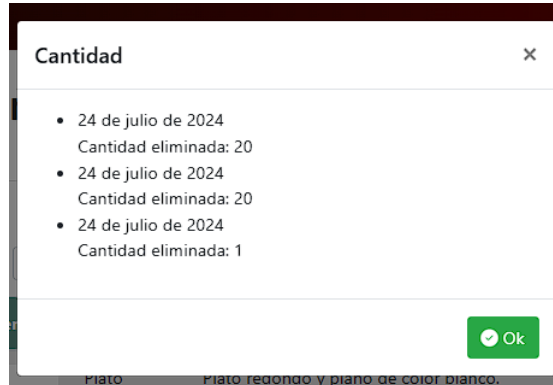 Cantidad ×
• 24 de julio de 2024
Cantidad eliminada: 20
• 24 de julio de 2024
Cantidad eliminada: 20
• 24 de julio de 2024
Cantidad eliminada: 1
Ok
Plato Plato redondo y plano de color blanco.